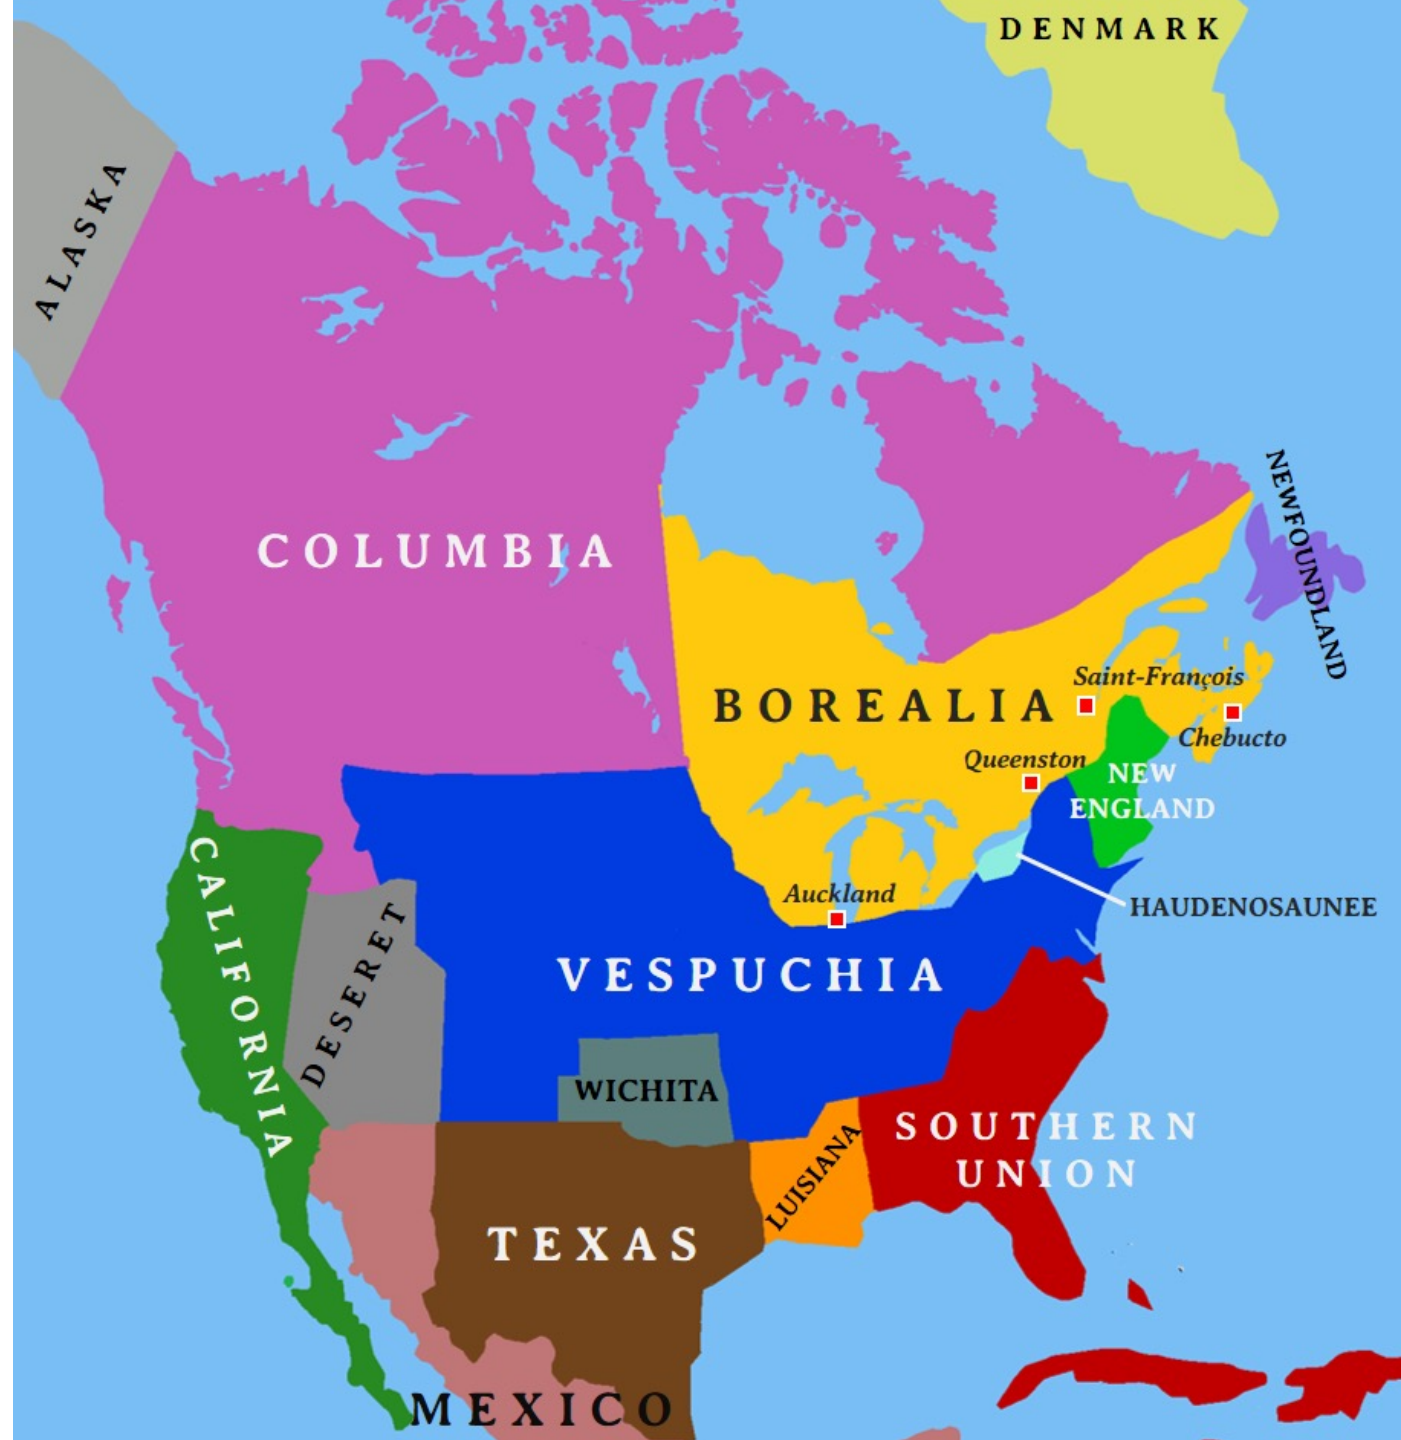 DENMARK
ALASKA
NEWFOUNDLAND
COLUMBIA
BOREALIA
Saint-François
Chebucto
Queenston
NEW
ENGLAND
CALIFORNIA
Auckland
HAUDENOSAUNEE
DESERET
VESPUCHIA
WICHITA
SOUTHERN
UNION
LUISIANA
TEXAS
MEXICO